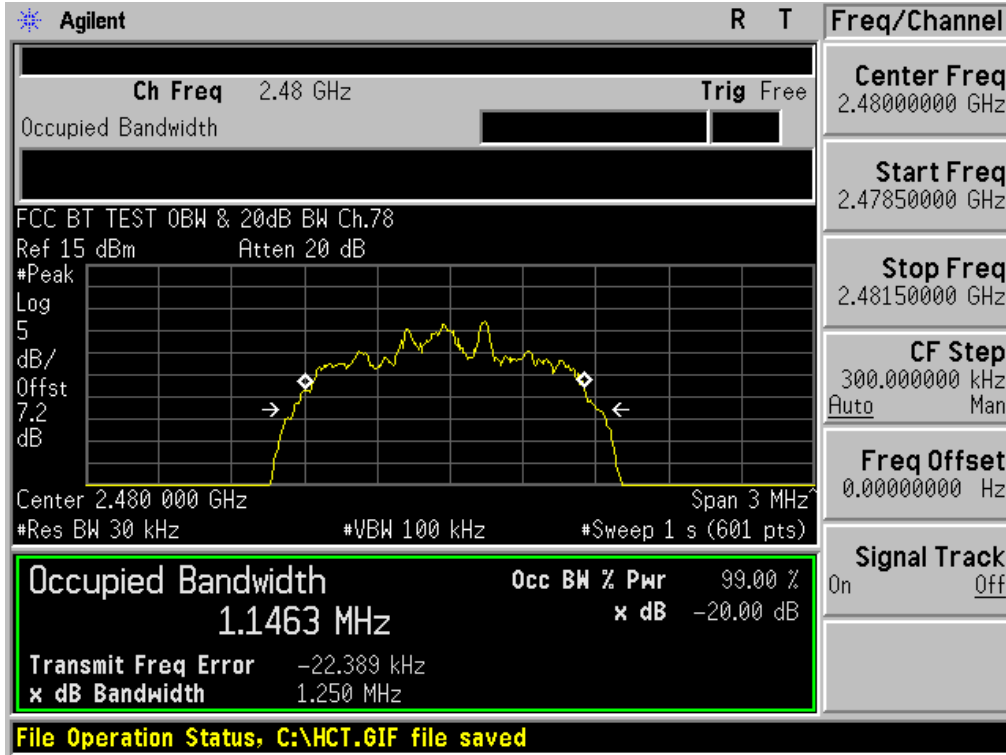 Agilent R T
Ch Freq 2.48 GHz Trig Free
Occupied Bandwidth
FCC BT TEST OBW & 20dB BW Ch.78
Ref 15 dBm Atten 20 dB
#Peak
Log
5
dB/
Offst
7.2
dB
Center 2.480 000 GHz Span 3 MHz^
#Res BW 30 kHz #VBW 100 kHz #Sweep 1 s (601 pts)
Occupied Bandwidth
1.1463 MHz
Occ BW % Pwr 99.00 %
x dB -20.00 dB
Transmit Freq Error -22.389 kHz
x dB Bandwidth 1.250 MHz
File Operation Status, C:\HCT.GIF file saved
Freq/Channel
Center Freq
2.48000000 GHz
Start Freq
2.47850000 GHz
Stop Freq
2.48150000 GHz
CF Step
300.000000 kHz
Auto Man
Freq Offset
0.00000000 Hz
Signal Track
On Off